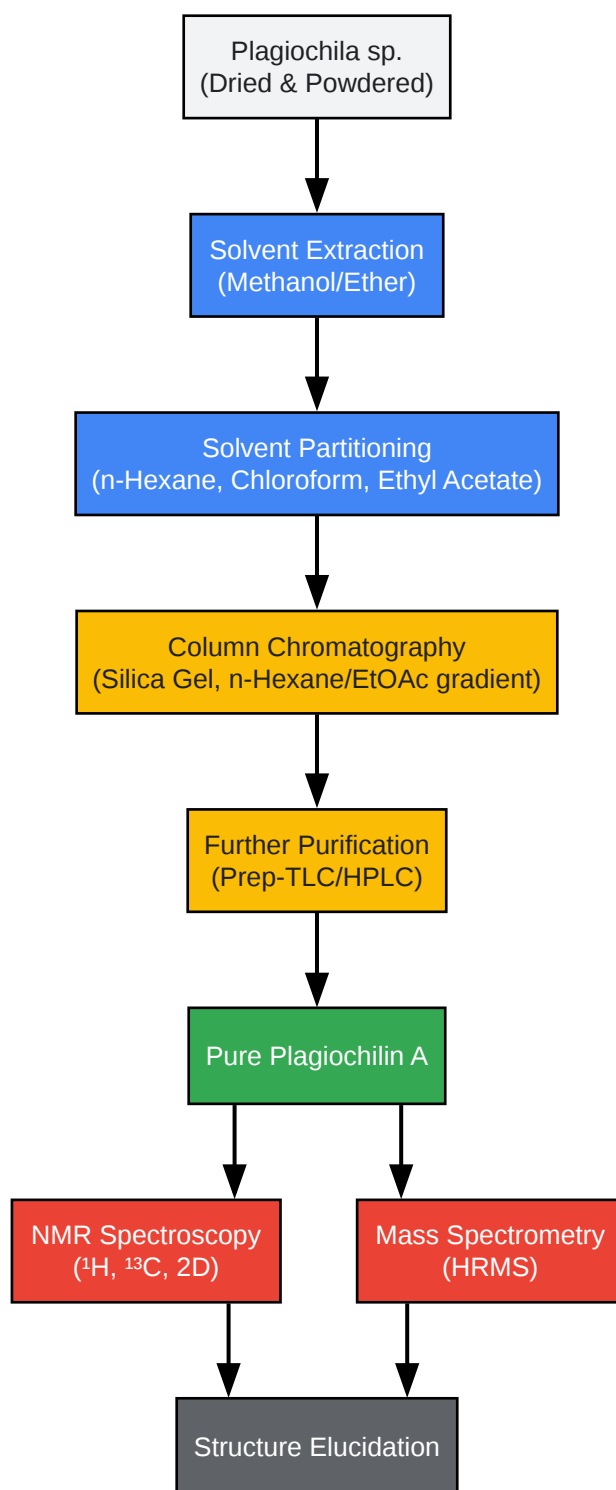 Plagiochila sp.
(Dried & Powdered)
Solvent Extraction
(Methanol/Ether)
Solvent Partitioning
(n-Hexane, Chloroform, Ethyl Acetate)
Column Chromatography
(Silica Gel, n-Hexane/EtOAc gradient)
Further Purification
(Prep-TLC/HPLC)
Pure Plagiochilin A
NMR Spectroscopy
(¹H, ¹³C, 2D)
Mass Spectrometry
(HRMS)
Structure Elucidation